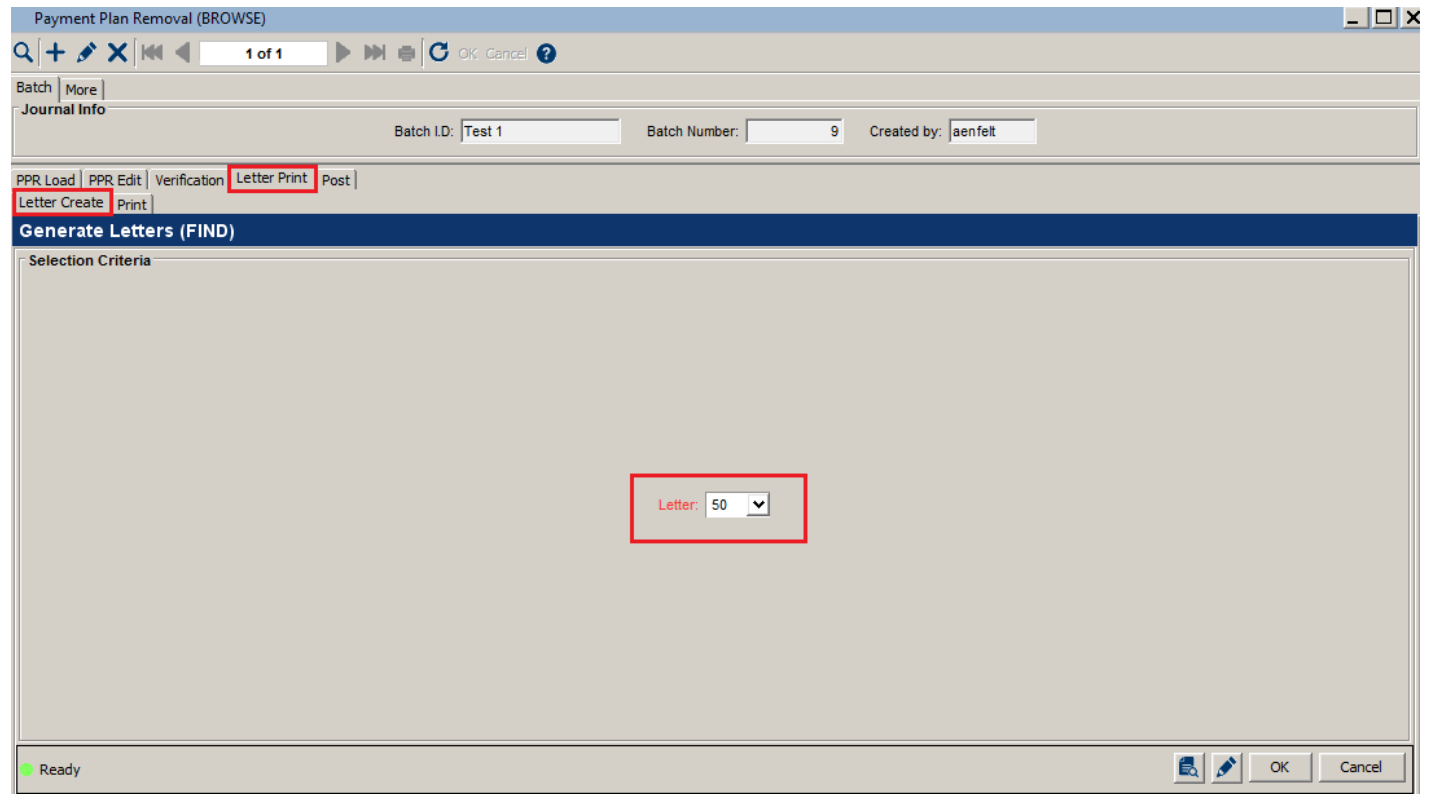 Payment Plan Removal (BROWSE)
1 of 1 OK Cancel ?
Batch More
Journal Info
Batch I.D: Test 1 Batch Number: 9 Created by: aenfelt
PPR Load PPR Edit Verification Letter Print Post
Letter Create Print
Generate Letters (FIND)
Selection Criteria
Letter: 50
Ready OK Cancel